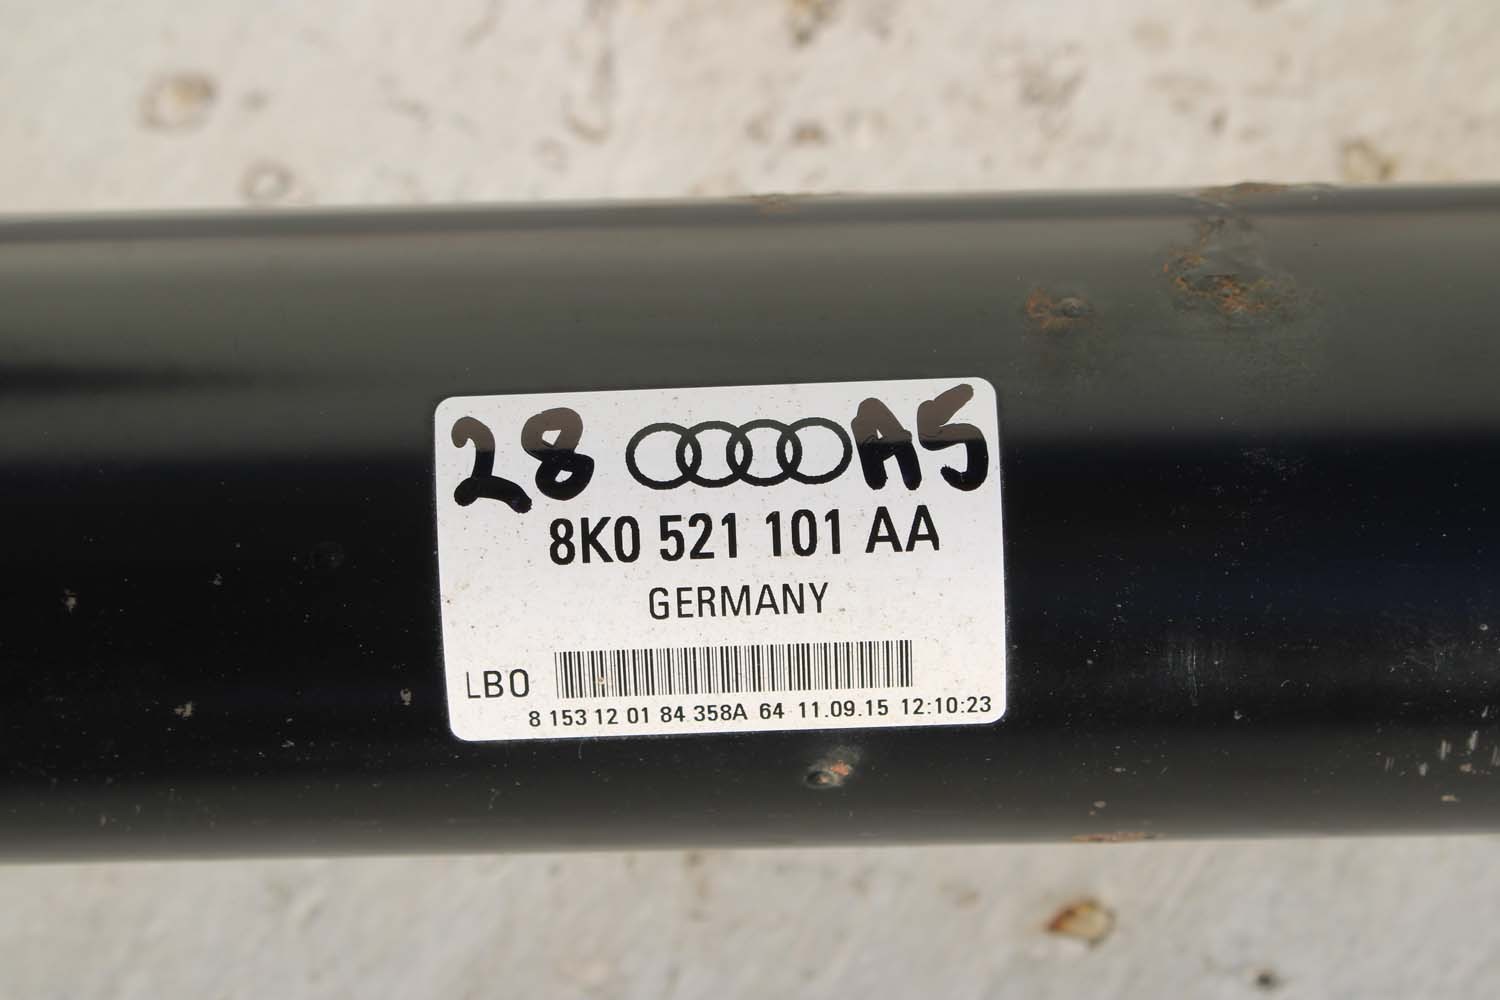 28 A5
8K0 521 101 AA
GERMANY
LBO
8 153 12 01 84 358A 64 11.09.15 12:10:23